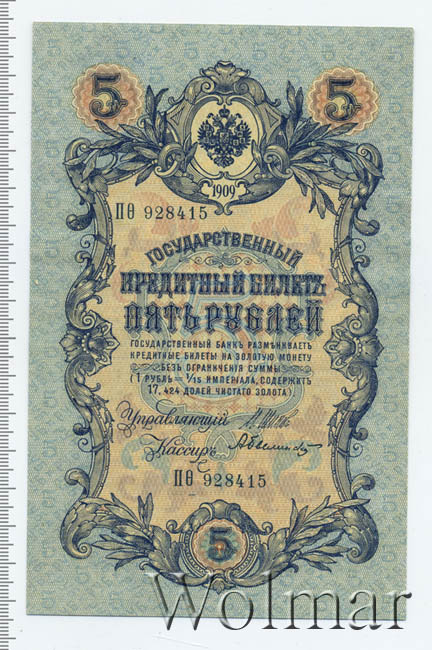 5 5
1909
ПѲ 928415
ГОСУДАРСТВЕННЫЙ
КРЕДИТНЫЙ БИЛЕТЪ
ПЯТЬ РУБЛЕЙ
ГОСУДАРСТВЕННЫЙ БАНКЪ РАЗМѢНИВАЕТЪ
КРЕДИТНЫЕ БИЛЕТЫ НА ЗОЛОТУЮ МОНЕТУ
БЕЗЪ ОГРАНИЧЕНІЯ СУММЫ
(1 РУБЛЬ = 1/15 ИМПЕРІАЛА, СОДЕРЖИТЪ
17,424 ДОЛЕЙ ЧИСТАГО ЗОЛОТА)
Управляющій
Кассиръ
ПѲ 928415
5
Wolmar